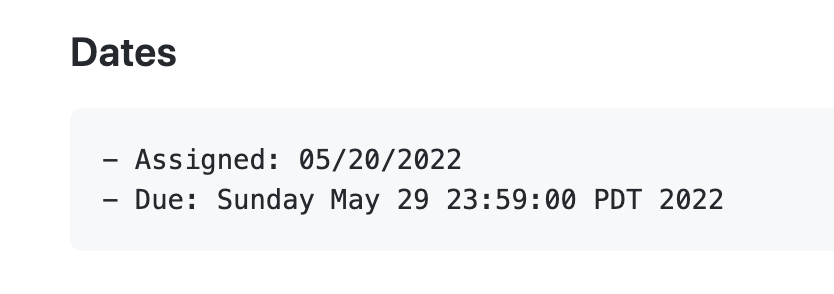 Dates
- Assigned: 05/20/2022
- Due: Sunday May 29 23:59:00 PDT 2022